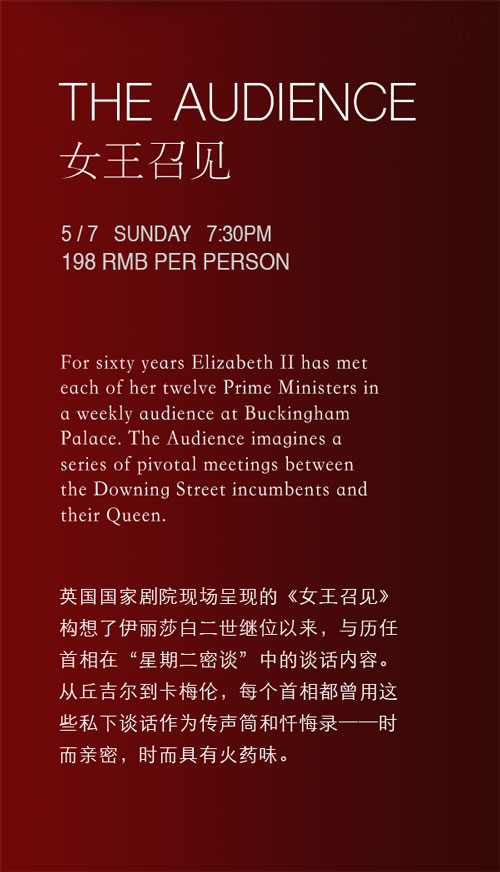 THE AUDIENCE
女王召见
5 / 7 SUNDAY 7:30PM
198 RMB PER PERSON
For sixty years Elizabeth II has met
each of her twelve Prime Ministers in
a weekly audience at Buckingham
Palace. The Audience imagines a
series of pivotal meetings between
the Downing Street incumbents and
their Queen.
英国国家剧院现场呈现的《女王召见》
构想了伊丽莎白二世继位以来，与历任
首相在“星期二密谈”中的谈话内容。
从丘吉尔到卡梅伦，每个首相都曾用这
些私下谈话作为传声筒和忏悔录——时
而亲密，时而具有火药味。